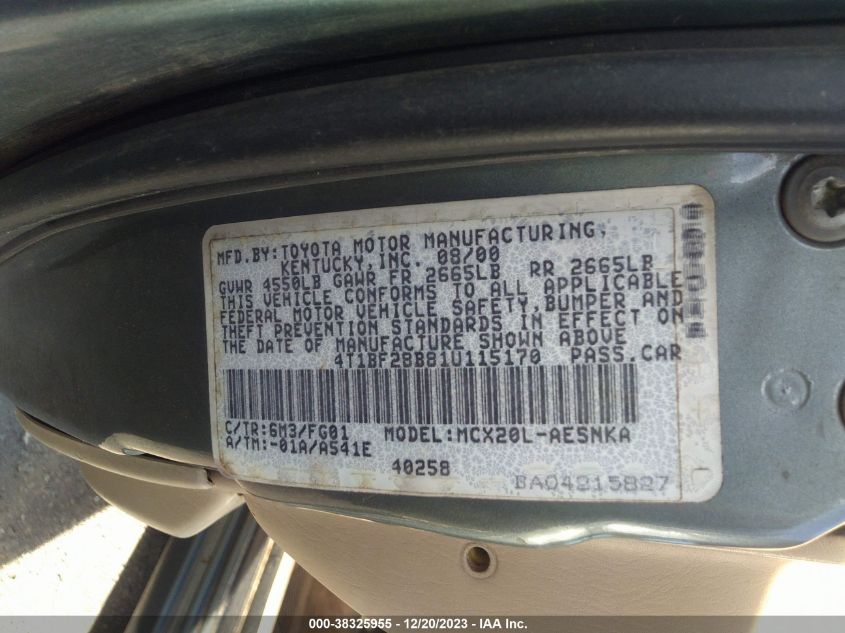 MFD.BY: TOYOTA MOTOR MANUFACTURING,
KENTUCKY, INC. 08/00
GVWR 4550LB GAWR FR 2665LB RR 2665LB
THIS VEHICLE CONFORMS TO ALL APPLICABLE
FEDERAL MOTOR VEHICLE SAFETY, BUMPER AND
THEFT PREVENTION STANDARDS IN EFFECT ON
THE DATE OF MANUFACTURE SHOWN ABOVE
4T1BF28B81U115170 PASS.CAR
C/TR:6M3/FG01 MODEL:MCX20L-AESNKA
A/TM:-01A/A541E
40258
BA04215827
000-38325955 - 12/20/2023 - IAA Inc.